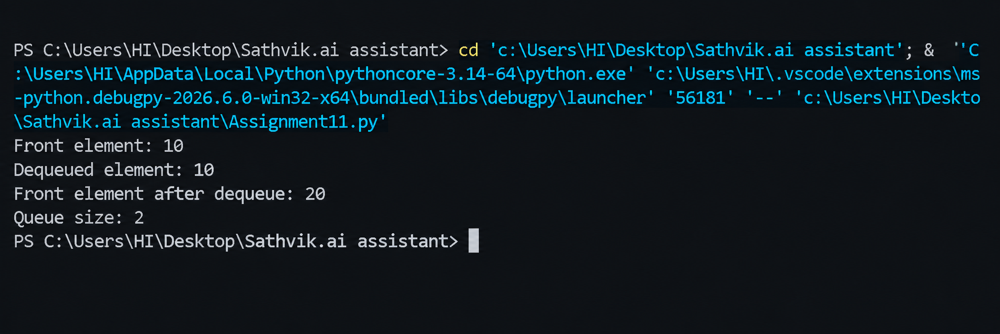 PS C:\Users\HI\Desktop\Sathvik.ai assistant> cd 'c:\Users\HI\Desktop\Sathvik.ai assistant'; &  ''C
:\Users\HI\AppData\Local\Python\pythoncore-3.14-64\python.exe' 'c:\Users\HI\.vscode\extensions\ms
-python.debugpy-2026.6.0-win32-x64\bundled\libs\debugpy\launcher' '56181' '--' 'c:\Users\HI\Deskto
\Sathvik.ai assistant\Assignment11.py'
Front element: 10
Dequeued element: 10
Front element after dequeue: 20
Queue size: 2
PS C:\Users\HI\Desktop\Sathvik.ai assistant>